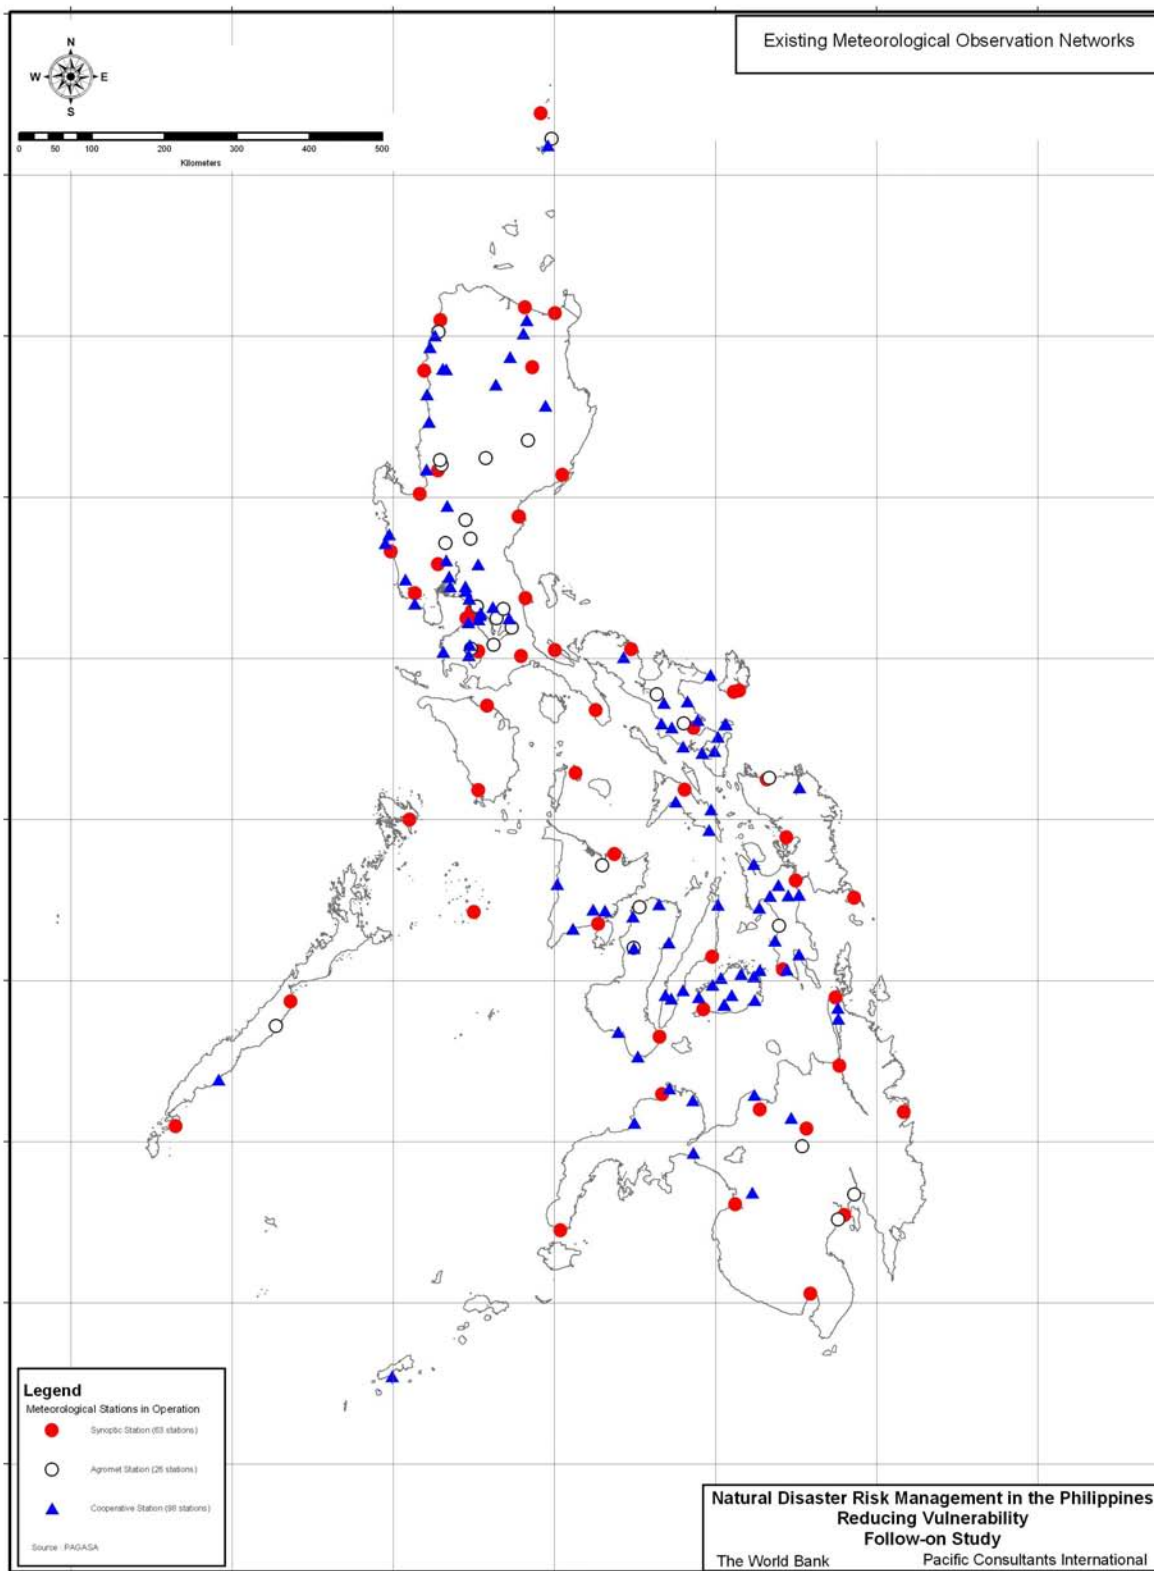 Existing Meteorological Observation Networks
N
W E
S
0 50 100 200 300 400 500
Kilometers
Legend
Meteorological Stations in Operation
Synoptic Station (63 stations)
Agromet Station (26 stations)
Cooperative Station (98 stations)
Source : PAGASA
Natural Disaster Risk Management in the Philippines
Reducing Vulnerability
Follow-on Study
The World Bank Pacific Consultants International